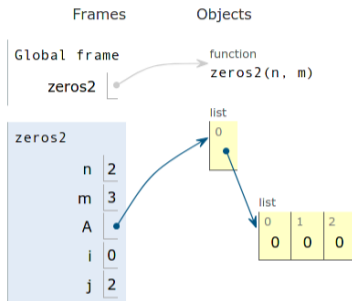 Frames Objects
Global frame
zeros2
function
zeros2(n, m)
list
0
zeros2
n 2
m 3
A
i 0
j 2
list
0 1 2
0 0 0